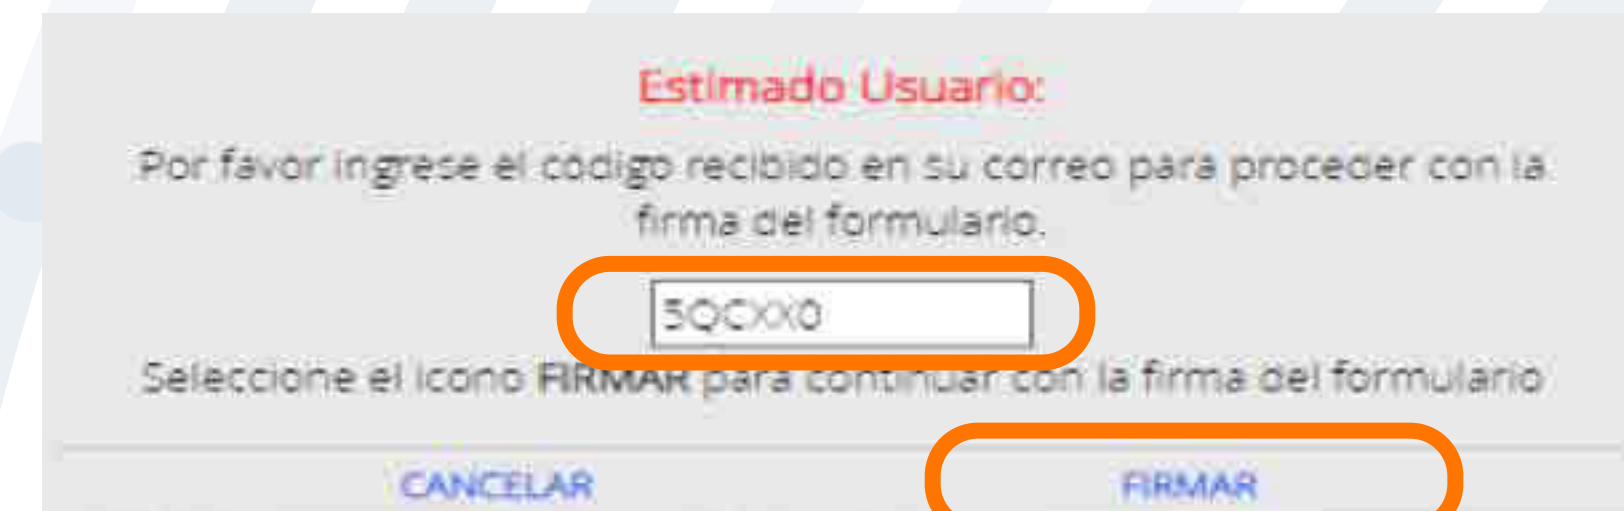 Estimado Usuario:
Por favor ingrese el código recibido en su correo para proceder con la
firma del formulario.
5QCXX0
Seleccione el icono FIRMAR para continuar con la firma del formulario
CANCELAR
FIRMAR